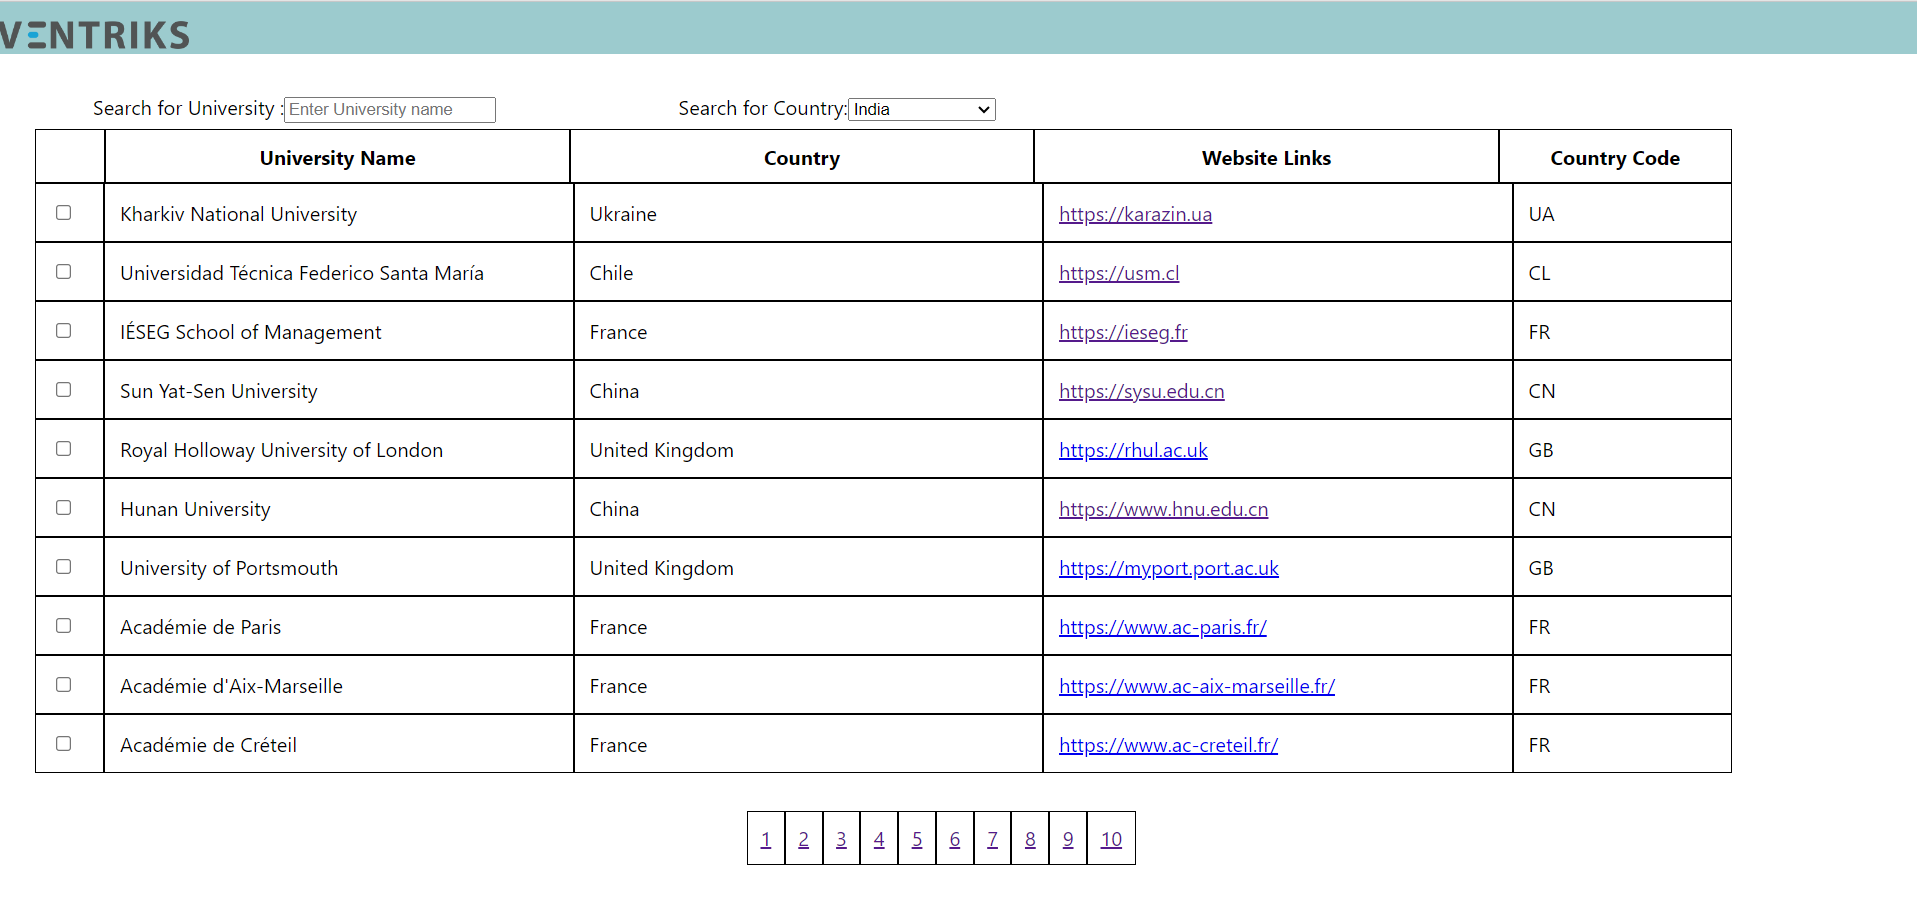 VENTRIKS
Search for University : Enter University name Search for Country: India
University Name Country Website Links Country Code
Kharkiv National University Ukraine https://karazin.ua UA
Universidad Técnica Federico Santa María Chile https://usm.cl CL
IÉSEG School of Management France https://ieseg.fr FR
Sun Yat-Sen University China https://sysu.edu.cn CN
Royal Holloway University of London United Kingdom https://rhul.ac.uk GB
Hunan University China https://www.hnu.edu.cn CN
University of Portsmouth United Kingdom https://myport.port.ac.uk GB
Académie de Paris France https://www.ac-paris.fr/ FR
Académie d'Aix-Marseille France https://www.ac-aix-marseille.fr/ FR
Académie de Créteil France https://www.ac-creteil.fr/ FR
1 2 3 4 5 6 7 8 9 10